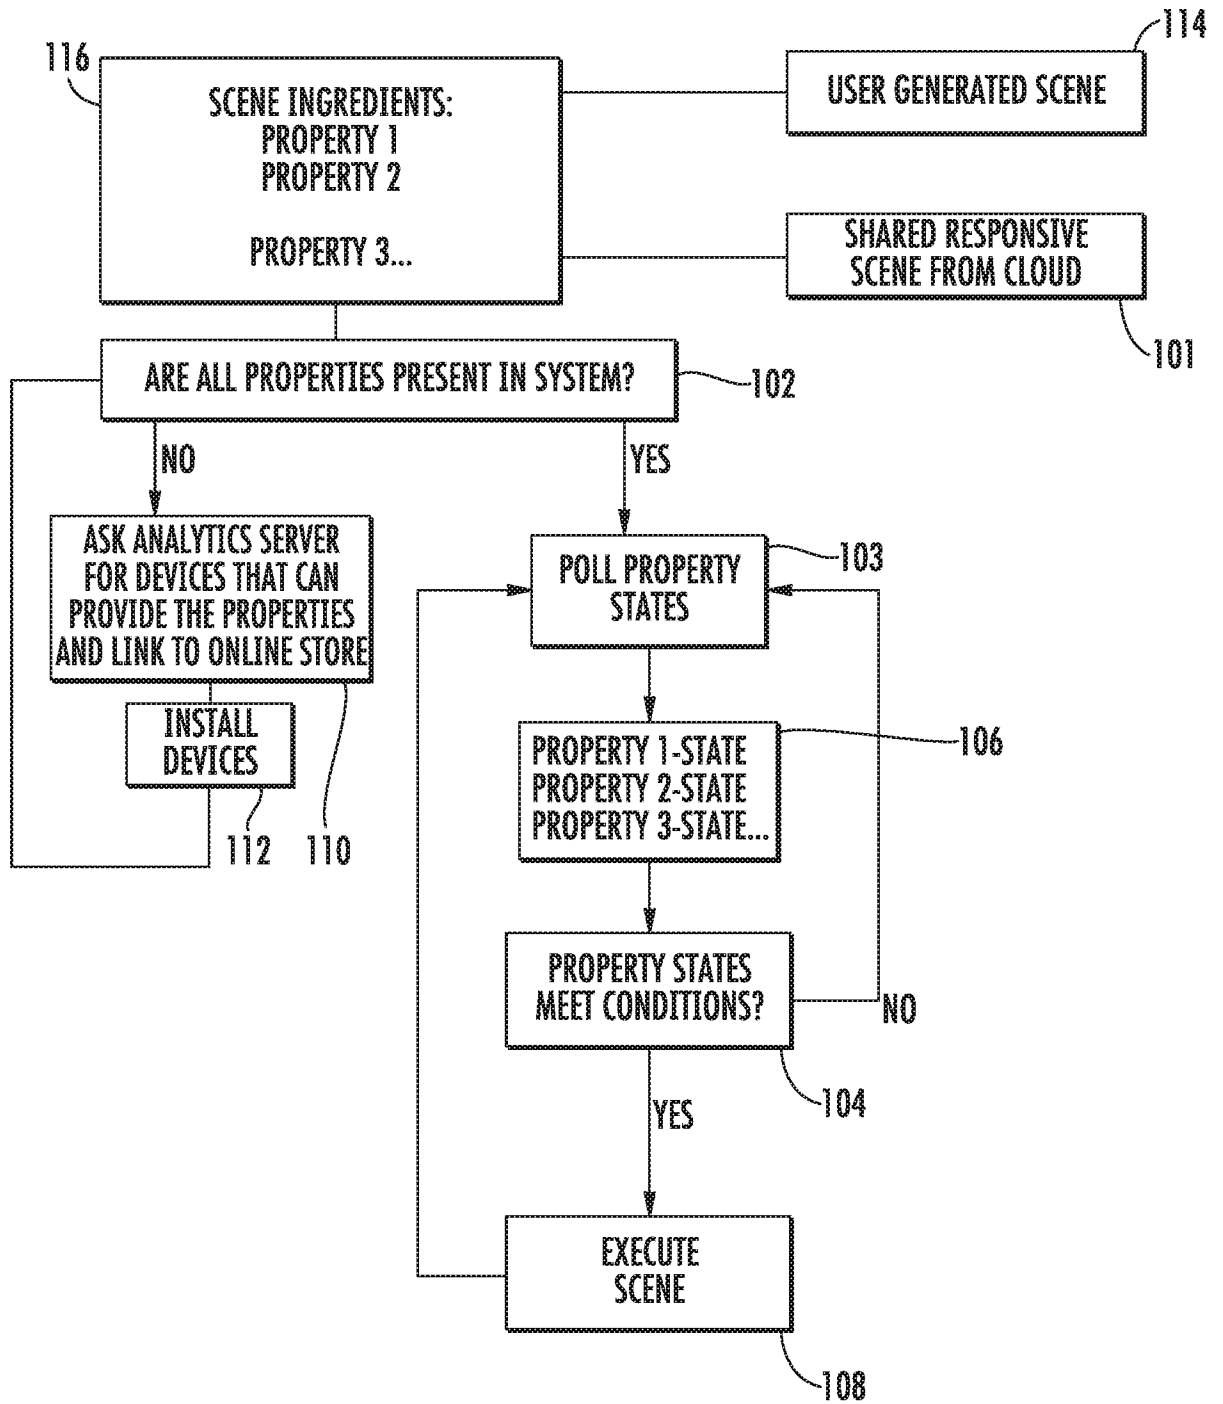 116
SCENE INGREDIENTS:
PROPERTY 1
PROPERTY 2
PROPERTY 3...
114
USER GENERATED SCENE
SHARED RESPONSIVE
SCENE FROM CLOUD
101
ARE ALL PROPERTIES PRESENT IN SYSTEM?
102
NO
YES
ASK ANALYTICS SERVER
FOR DEVICES THAT CAN
PROVIDE THE PROPERTIES
AND LINK TO ONLINE STORE
INSTALL
DEVICES
112
110
POLL PROPERTY
STATES
103
PROPERTY 1-STATE
PROPERTY 2-STATE
PROPERTY 3-STATE...
106
PROPERTY STATES
MEET CONDITIONS?
NO
104
YES
EXECUTE
SCENE
108